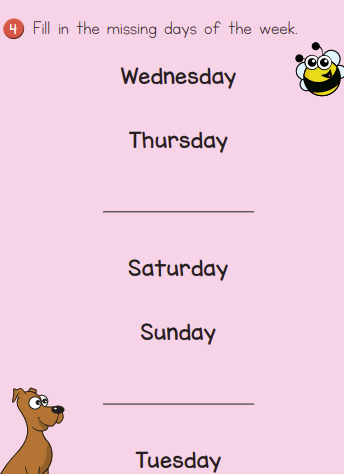 4 Fill in the missing days of the week.
Wednesday
Thursday
Saturday
Sunday
Tuesday